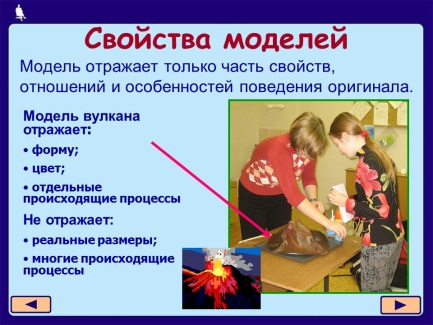 Свойства моделей
Модель отражает только часть свойств,
отношений и особенностей поведения оригинала.
Модель вулкана
отражает:
• форму;
• цвет;
• отдельные
происходящие процессы
Не отражает:
• реальные размеры;
• многие происходящие
процессы